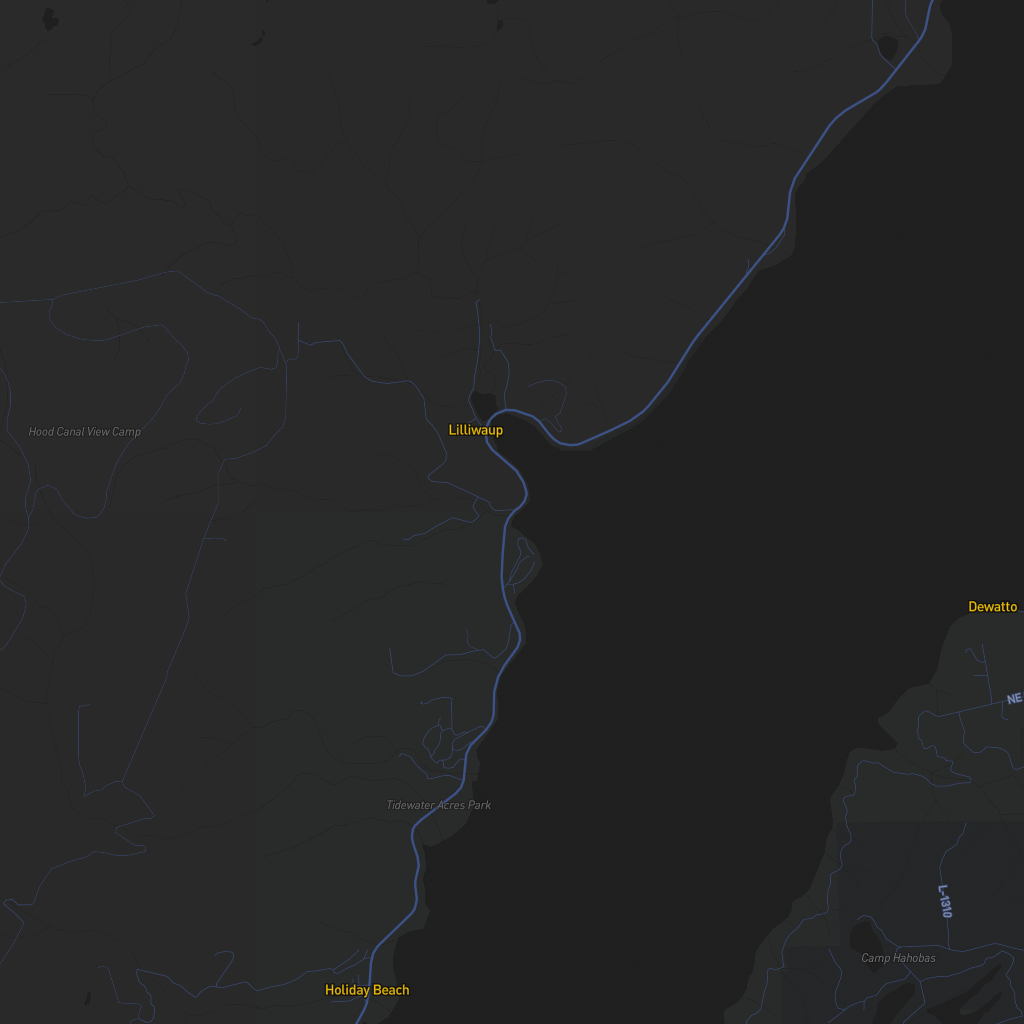 Lilliwaup
Hood Canal View Camp
Dewatto
NE
Tidewater Acres Park
L-1310
Camp Hahobas
Holiday Beach